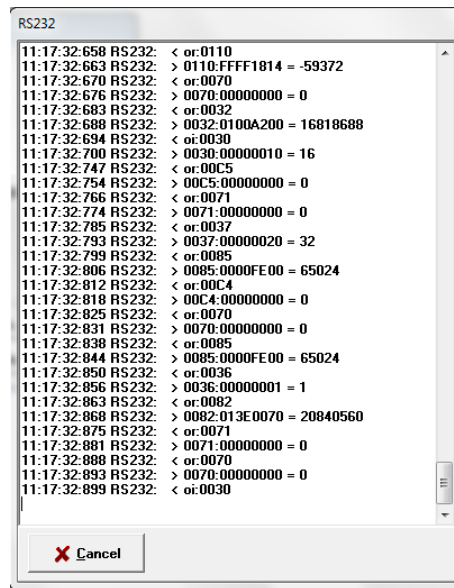 RS232
11:17:32:658 RS232: < or:0110
11:17:32:663 RS232: > 0110:FFFF1814 = -59372
11:17:32:670 RS232: < or:0070
11:17:32:676 RS232: > 0070:00000000 = 0
11:17:32:683 RS232: < or:0032
11:17:32:688 RS232: > 0032:0100A200 = 16818688
11:17:32:694 RS232: < oi:0030
11:17:32:700 RS232: > 0030:00000010 = 16
11:17:32:747 RS232: < or:00C5
11:17:32:754 RS232: > 00C5:00000000 = 0
11:17:32:766 RS232: < or:0071
11:17:32:774 RS232: > 0071:00000000 = 0
11:17:32:785 RS232: < or:0037
11:17:32:793 RS232: > 0037:00000020 = 32
11:17:32:799 RS232: < or:0085
11:17:32:806 RS232: > 0085:0000FE00 = 65024
11:17:32:812 RS232: < or:00C4
11:17:32:818 RS232: > 00C4:00000000 = 0
11:17:32:825 RS232: < or:0070
11:17:32:831 RS232: > 0070:00000000 = 0
11:17:32:838 RS232: < or:0085
11:17:32:844 RS232: > 0085:0000FE00 = 65024
11:17:32:850 RS232: < or:0036
11:17:32:856 RS232: > 0036:00000001 = 1
11:17:32:863 RS232: < or:0082
11:17:32:868 RS232: > 0082:013E0070 = 20840560
11:17:32:875 RS232: < or:0071
11:17:32:881 RS232: > 0071:00000000 = 0
11:17:32:888 RS232: < or:0070
11:17:32:893 RS232: > 0070:00000000 = 0
11:17:32:899 RS232: < oi:0030
Cancel